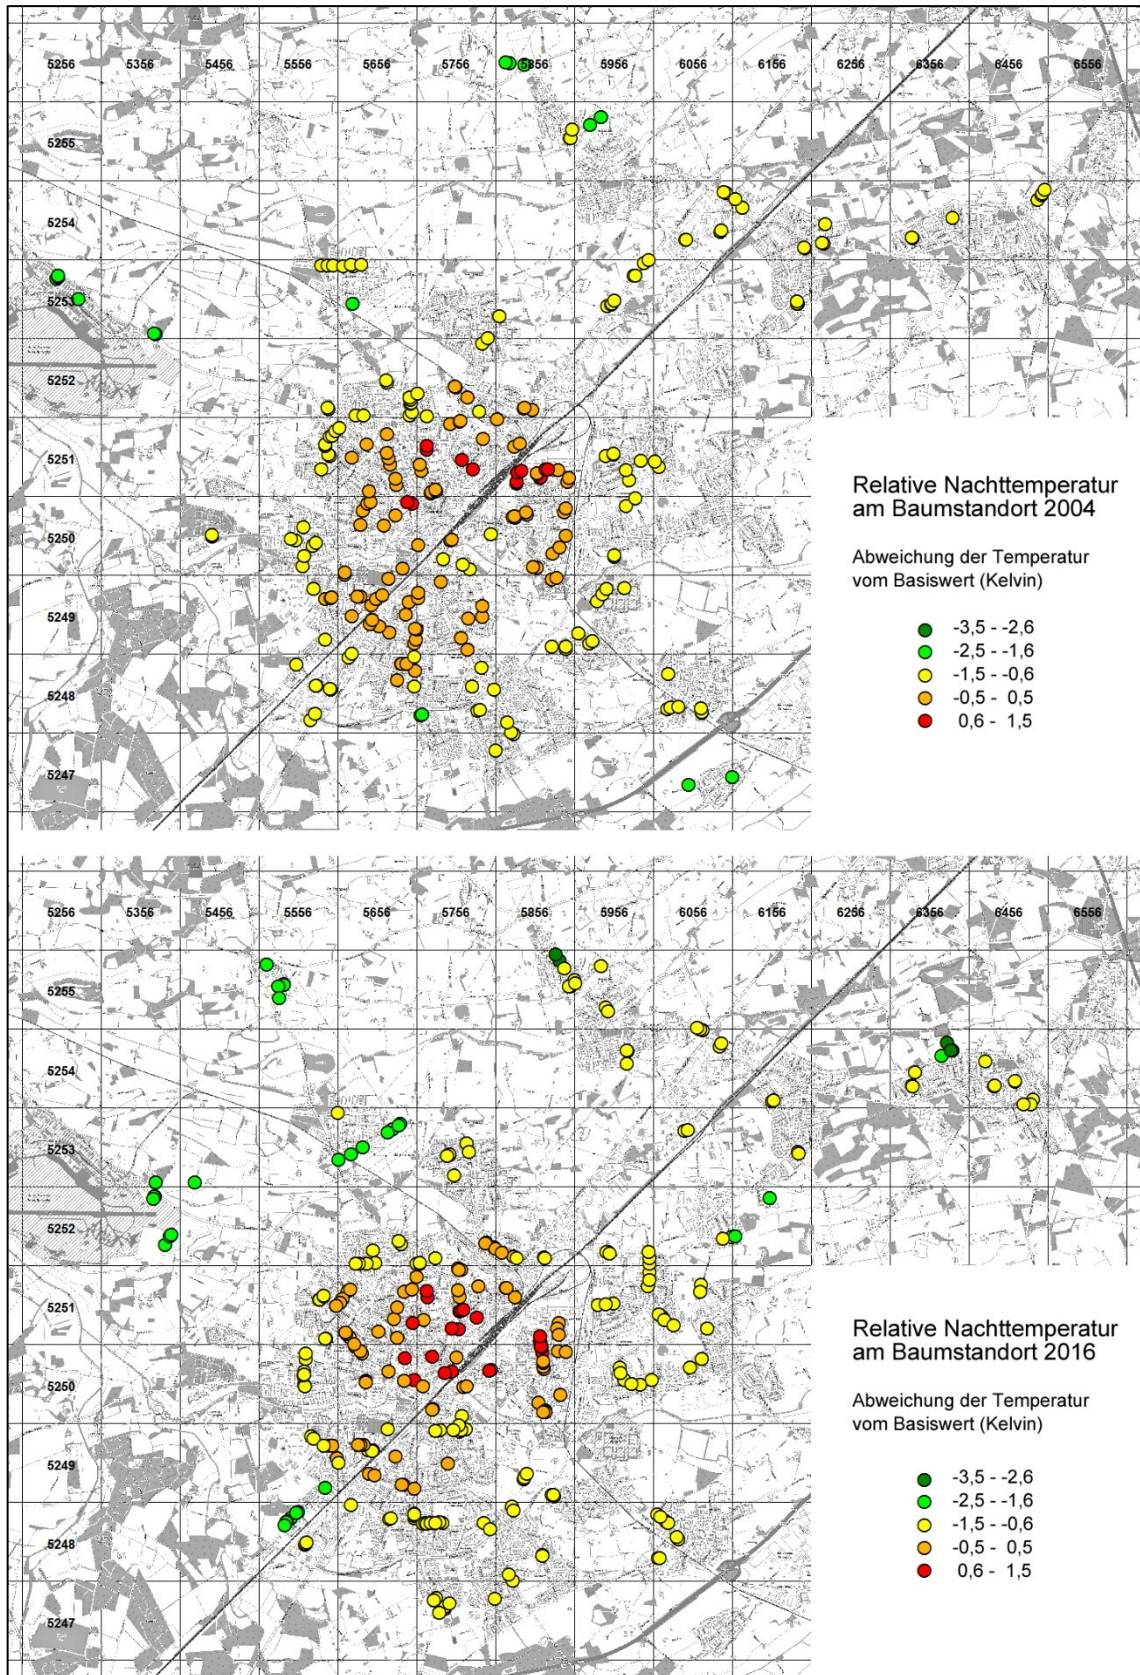 5256 5356 5456 5556 5656 5756 5856 5956 6056 6156 6256 6356 6456 6556
5255
5254
5253
5252
5251
5250
5249
5248
5247
Relative Nachttemperatur
am Baumstandort 2004
Abweichung der Temperatur
vom Basiswert (Kelvin)
-3,5 - -2,6
-2,5 - -1,6
-1,5 - -0,6
-0,5 - 0,5
0,6 - 1,5
5256 5356 5456 5556 5656 5756 5856 5956 6056 6156 6256 6356 6456 6556
5255
5254
5253
5252
5251
5250
5249
5248
5247
Relative Nachttemperatur
am Baumstandort 2016
Abweichung der Temperatur
vom Basiswert (Kelvin)
-3,5 - -2,6
-2,5 - -1,6
-1,5 - -0,6
-0,5 - 0,5
0,6 - 1,5